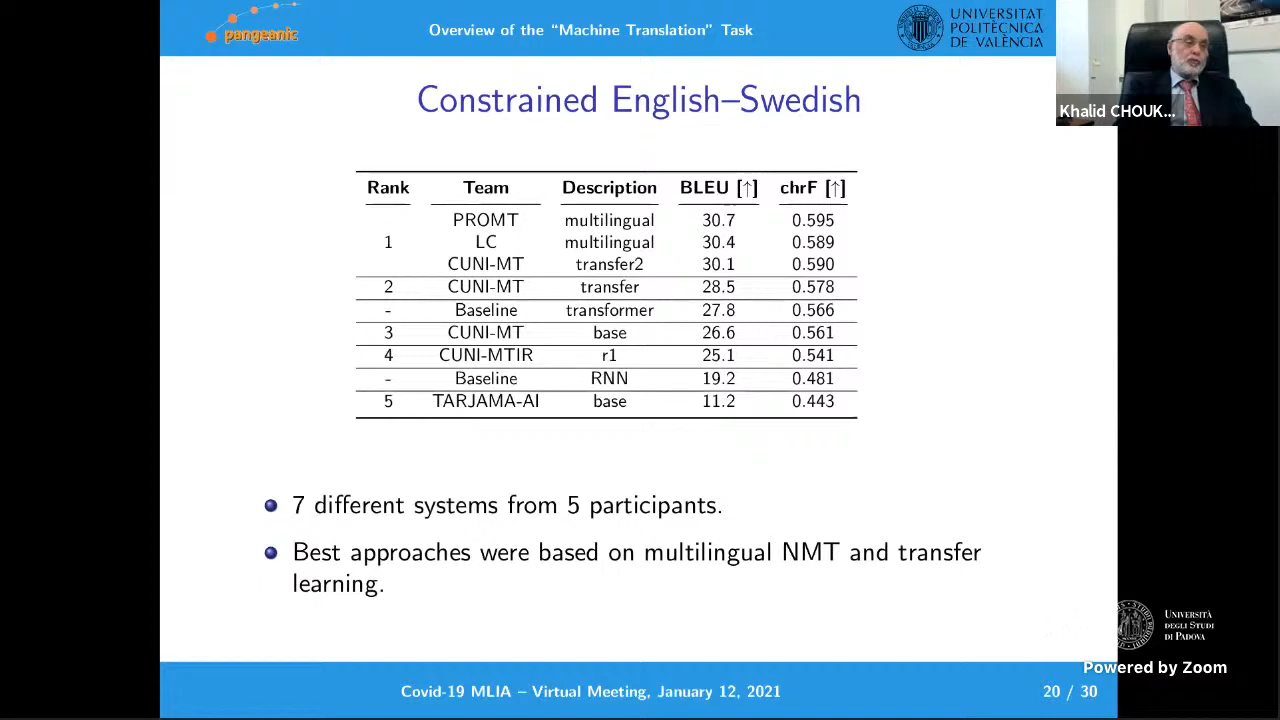 pangeanic
Overview of the “Machine Translation” Task
UNIVERSITAT
POLITÈCNICA
DE VALÈNCIA
Khalid CHOUK...
Constrained English–Swedish
Rank Team Description BLEU [↑] chrF [↑]
PROMT multilingual 30.7 0.595
1 LC multilingual 30.4 0.589
CUNI-MT transfer2 30.1 0.590
2 CUNI-MT transfer 28.5 0.578
- Baseline transformer 27.8 0.566
3 CUNI-MT base 26.6 0.561
4 CUNI-MTIR r1 25.1 0.541
- Baseline RNN 19.2 0.481
5 TARJAMA-AI base 11.2 0.443
7 different systems from 5 participants.
Best approaches were based on multilingual NMT and transfer
learning.
UNIVERSITÀ
DEGLI STUDI
DI PADOVA
Powered by Zoom
Covid-19 MLIA – Virtual Meeting, January 12, 2021
20 / 30